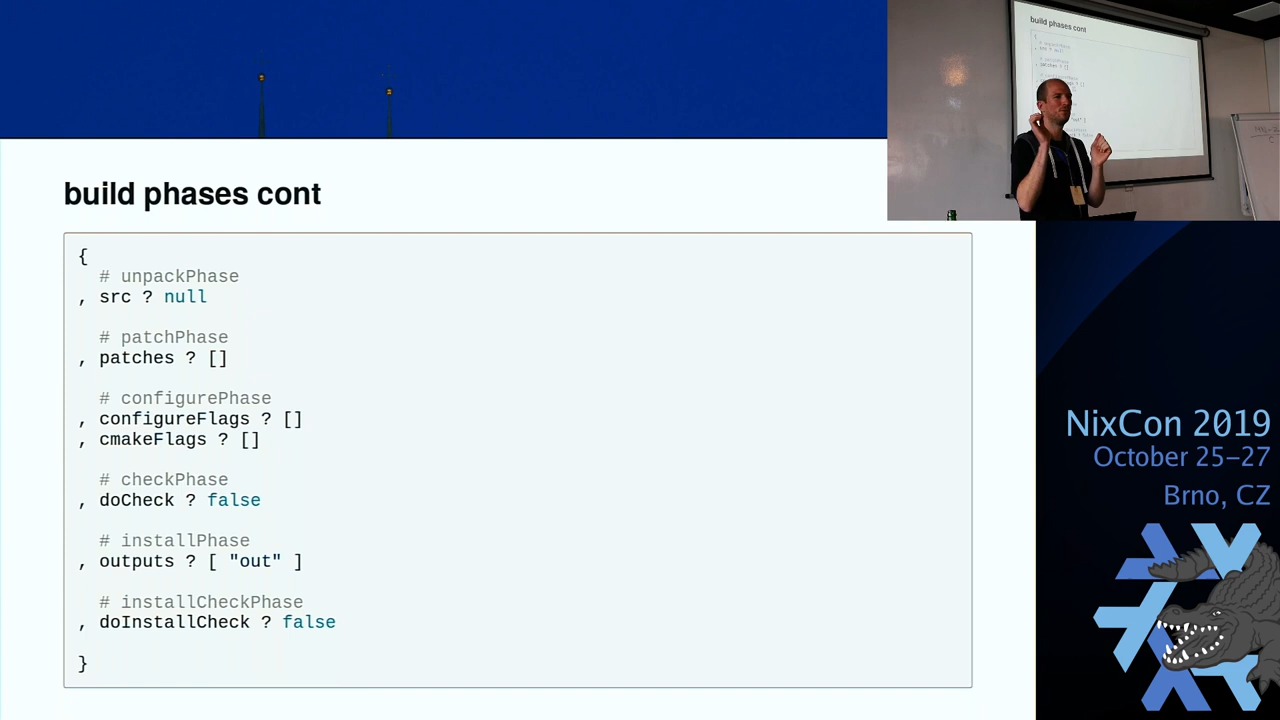 build phases cont
{
# unpackPhase
, src ? null
# patchPhase
, patches ? []
# configurePhase
, configureFlags ? []
, cmakeFlags ? []
# checkPhase
, doCheck ? false
# installPhase
, outputs ? [ "out" ]
# installCheckPhase
, doInstallCheck ? false
}
build phases cont
NixCon 2019
October 25–27
Brno, CZ